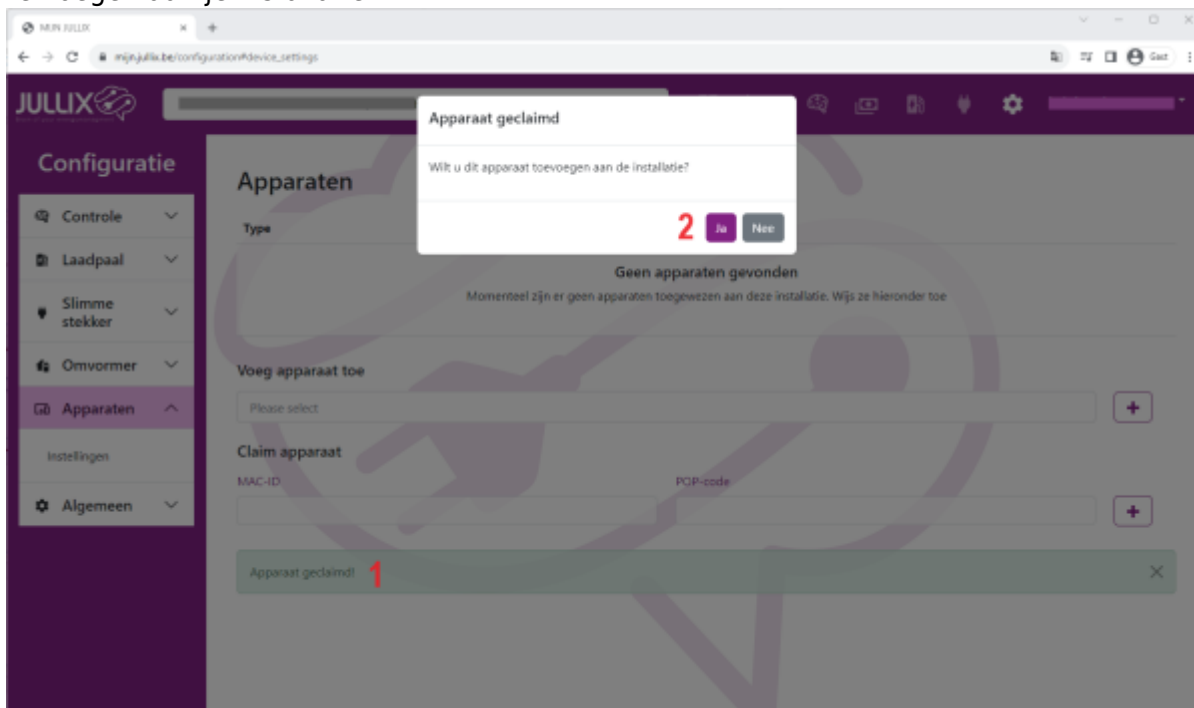 MIJN JULLIX
mijn.jullix.be/configuration#device_settings
Gast
JULLIX
Configuratie
Controle
Laadpaal
Slimme
stekker
Omvormer
Apparaten
Instellingen
Algemeen
Apparaten
Type
Apparaat geclaimd
Wilt u dit apparaat toevoegen aan de installatie?
2 Ja Nee
Geen apparaten gevonden
Momenteel zijn er geen apparaten toegewezen aan deze installatie. Wijs ze hieronder toe
Voeg apparaat toe
Please select
Claim apparaat
MAC-ID POP-code
Apparaat geclaimd! 1